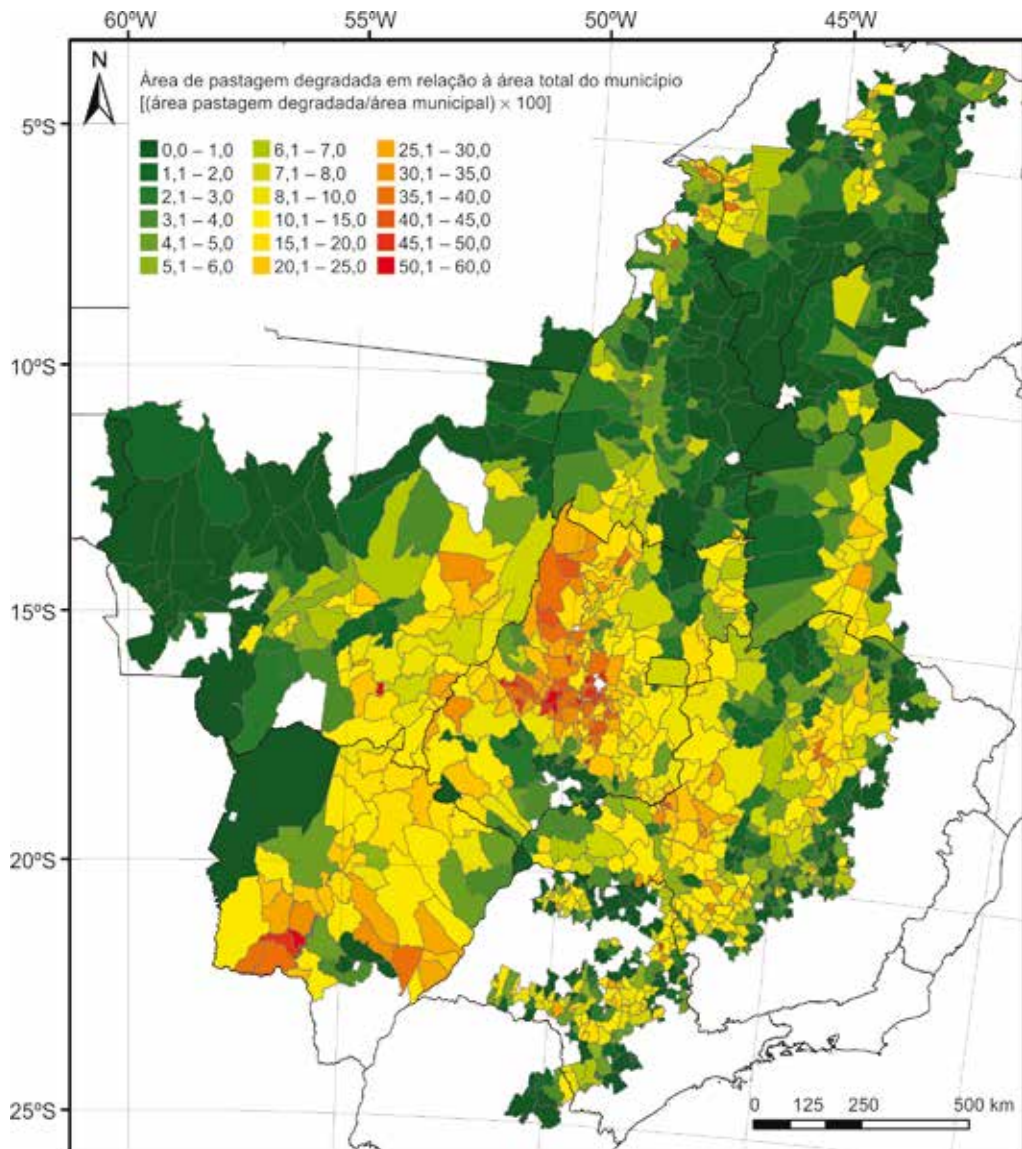 60ºW 55ºW 50ºW 45ºW
N
Área de pastagem degradada em relação à área total do município
[(área pastagem degradada/área municipal) × 100]
5ºS
0,0 – 1,0 6,1 – 7,0 25,1 – 30,0
1,1 – 2,0 7,1 – 8,0 30,1 – 35,0
2,1 – 3,0 8,1 – 10,0 35,1 – 40,0
3,1 – 4,0 10,1 – 15,0 40,1 – 45,0
4,1 – 5,0 15,1 – 20,0 45,1 – 50,0
5,1 – 6,0 20,1 – 25,0 50,1 – 60,0
10ºS
15ºS
20ºS
25ºS
0 125 250 500 km